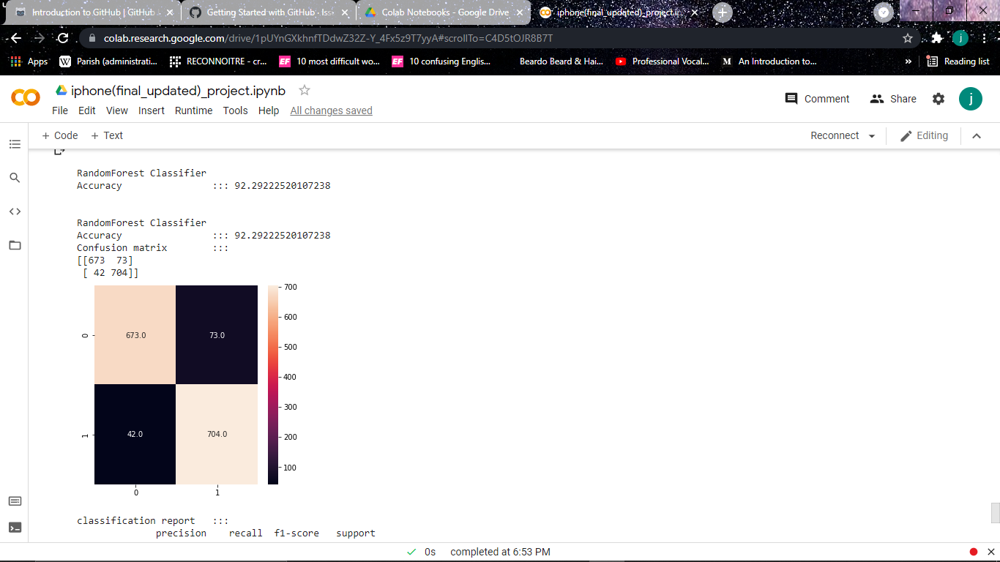 Introduction to GitHub | GitHub
Getting Started with GitHub · Iss
Colab Notebooks - Google Drive
iphone(final_updated)_project.i
colab.research.google.com/drive/1pUYnGXkhnfTDdwZ32Z-Y_4Fx5z9T7yyA#scrollTo=C4D5tOJR8B7T
j
Apps
Parish (administrati...
RECONNOITRE - cr...
EF 10 most difficult wo...
EF 10 confusing Englis...
Beardo Beard & Hai...
Professional Vocal...
An Introduction to...
»
Reading list
iphone(final_updated)_project.ipynb
Comment
Share
j
File Edit View Insert Runtime Tools Help All changes saved
+ Code + Text
Reconnect
Editing
RandomForest Classifier
Accuracy ::: 92.29222520107238
RandomForest Classifier
Accuracy ::: 92.29222520107238
Confusion matrix :::
[[673 73]
[ 42 704]]
673.0 73.0
42.0 704.0
0
1
0 1
700
600
500
400
300
200
100
classification report :::
precision recall f1-score support
0s completed at 6:53 PM